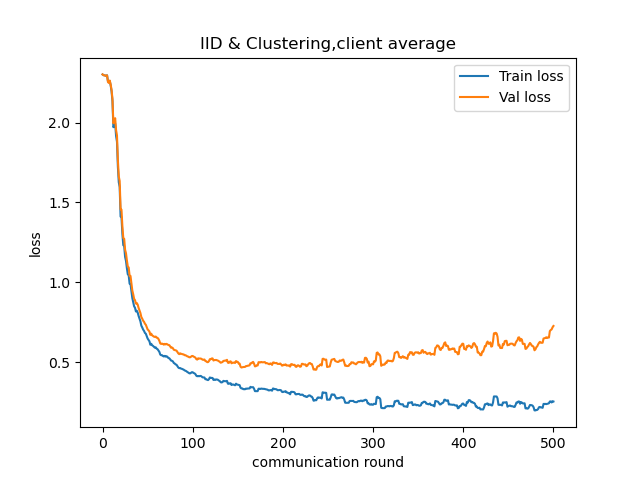 IID & Clustering,client average
Train loss
Val loss
2.0
1.5
1.0
0.5
loss
0 100 200 300 400 500
communication round